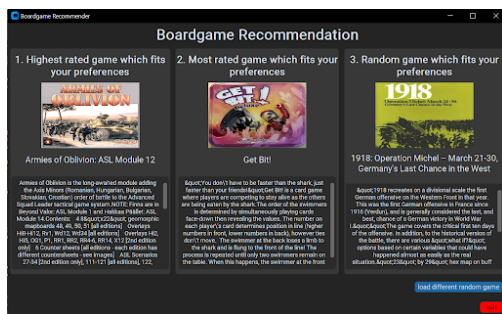 Boardgame Recommender
Boardgame Recommendation
1. Highest rated game which fits
your preferences
ARMIES OF
OBLIVION
Armies of Oblivion: ASL Module 12
Armies of Oblivion is the long-awaited module adding
the Axis Minors (Romanian, Hungarian, Bulgarian,
Slovakian, Croatian) order of battle to the Advanced
Squad Leader tactical game system.NOTE: Firms are in
Beyond Valor: ASL Module 1 and Hakkaa Päälle!: ASL
Module 14.Contents: 4 8&quot;x22&quot; geomorphic
mapboards 48, 49, 50, 51 [all editions] Overlays
Hi8-Hi12, Rv1, Wd12, Wd24 [all editions] Overlays Hi2,
Hi5, OG1, P1, RR1, RR2, RR4-6, RR14, X12 [2nd edition
only] 6 Counter sheets [all editions - each edition has
different countersheets - see images] ASL Scenarios
27-34 [2nd edition only], 111-121 [all editions], 122,
2. Most rated game which fits your
preferences
GET
BIT!
Get Bit!
&quot;You don\'t have to be faster than the shark, just
faster than your friends!&quot;Get Bit! is a card game
where players are competing to stay alive as the others
are being eaten by the shark.The order of the swimmers
is determined by simultaneously playing cards
face-down then revealing the values. The number on
each player\'s card determines position in line (higher
numbers in front, lower numbers in back), however ties
don\'t move. The swimmer at the back loses a limb to
the shark and is flung to the front of the line! The
process is repeated until only two swimmers remain on
the table. When this happens, the swimmer at the front
3. Random game which fits your
preferences
1918
1918: Operation Michel – March 21-30,
Germany's Last Chance in the West
&quot;1918 recreates on a divisional scale the first
German offensive on the Western Front in that year.
This was the first German offensive in France since
1916 (Verdun), and is generally considered the last, and
best, chance of a German victory in World War
I.&quot;&quot;The game covers the critical first ten days
of the offensive. In addition, to the historical version of
the battle, there are various &quot;what if?&quot;
options based on certain variables that could have
happened almost as easily as the real
situation.&quot;23&quot; by 29&quot; hex map on buff
load different random game